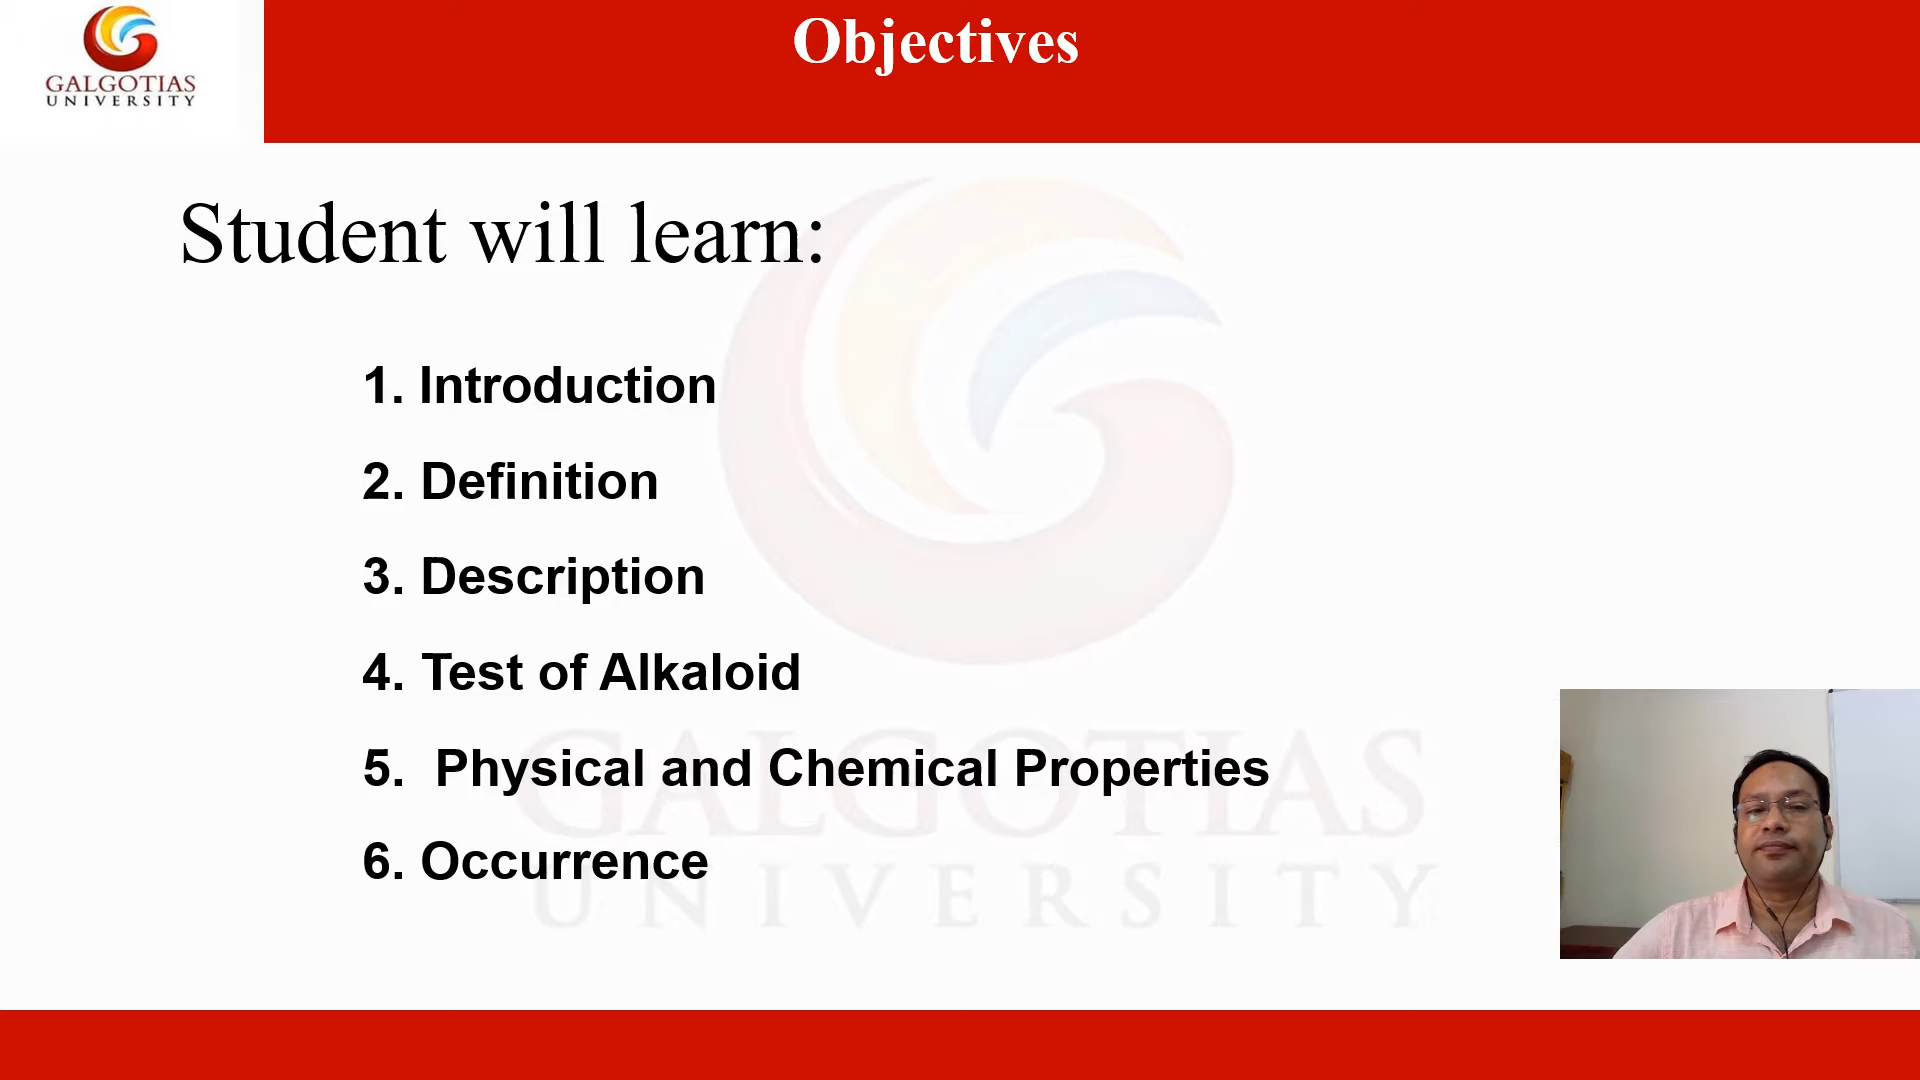 GALGOTIAS
UNIVERSITY
Objectives
Student will learn:
1. Introduction
2. Definition
3. Description
4. Test of Alkaloid
5. Physical and Chemical Properties
6. Occurrence
GALGOTIAS
UNIVERSITY